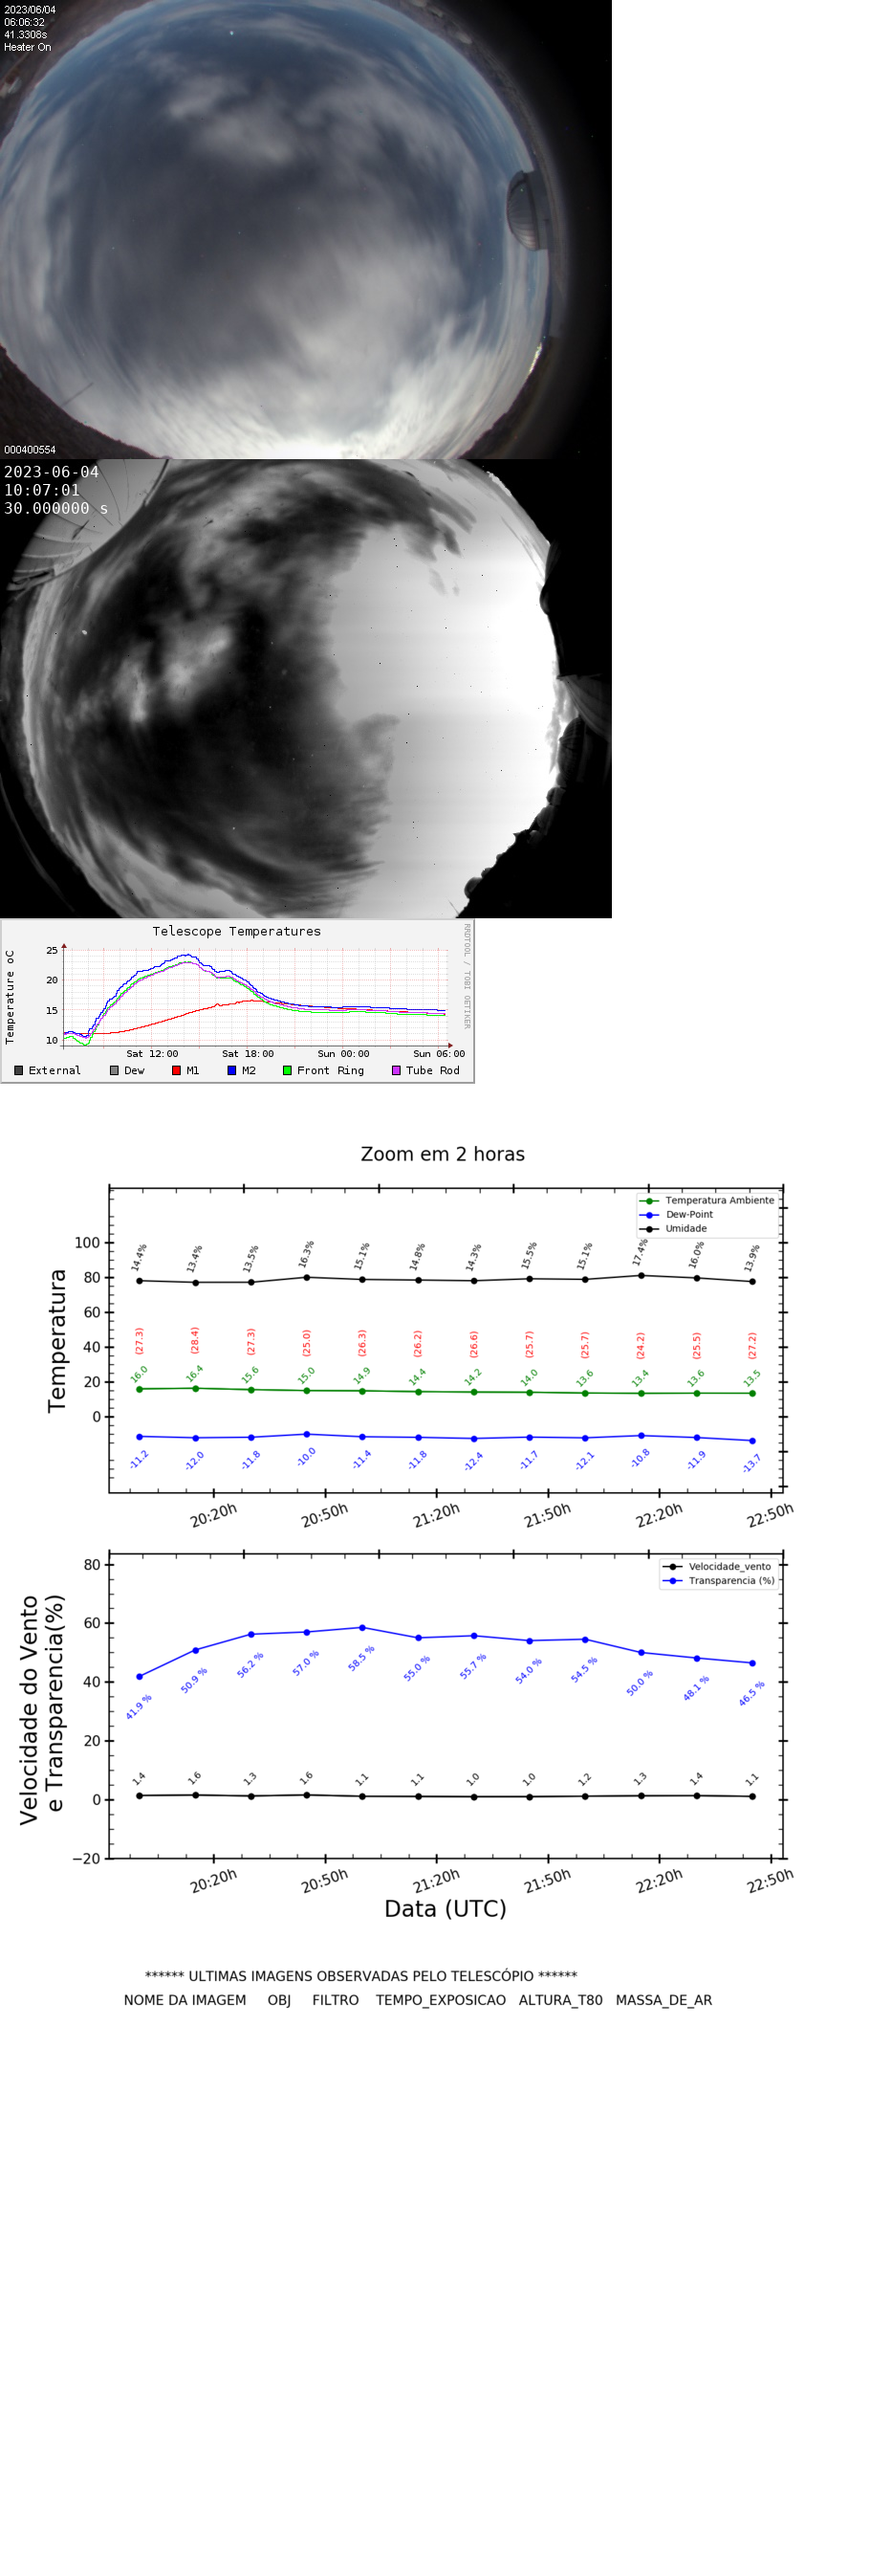 2023/06/04
06:06:32
41.3308s
Heater On
000400554
2023-06-04
10:07:01
30.000000 s
Telescope Temperatures
RRDTOOL / TOBI OETIKER
Temperature oC
25
20
15
10
Sat 12:00 Sat 18:00 Sun 00:00 Sun 06:00
External Dew M1 M2 Front Ring Tube Rod
Zoom em 2 horas
Temperatura Ambiente
Dew-Point
Umidade
Temperatura
100
80
60
40
20
0
14.4% 13.4% 13.5% 16.3% 15.1% 14.8% 14.3% 15.5% 15.1% 17.4% 16.0% 13.9%
(27.3) (28.4) (27.3) (25.0) (26.3) (26.2) (26.6) (25.7) (25.7) (24.2) (25.5) (27.2)
16.0 16.4 15.6 15.0 14.9 14.4 14.2 14.0 13.6 13.4 13.6 13.5
-11.2 -12.0 -11.8 -10.0 -11.4 -11.8 -12.4 -11.7 -12.1 -10.8 -11.9 -13.7
20:20h 20:50h 21:20h 21:50h 22:20h 22:50h
Velocidade_vento
Transparencia (%)
Velocidade do Vento
e Transparencia(%)
80
60
40
20
0
−20
41.9 % 50.9 % 56.2 % 57.0 % 58.5 % 55.0 % 55.7 % 54.0 % 54.5 % 50.0 % 48.1 % 46.5 %
1.4 1.6 1.3 1.6 1.1 1.1 1.0 1.0 1.2 1.3 1.4 1.1
20:20h 20:50h 21:20h 21:50h 22:20h 22:50h
Data (UTC)
****** ULTIMAS IMAGENS OBSERVADAS PELO TELESCÓPIO ******
NOME DA IMAGEM OBJ FILTRO TEMPO_EXPOSICAO ALTURA_T80 MASSA_DE_AR